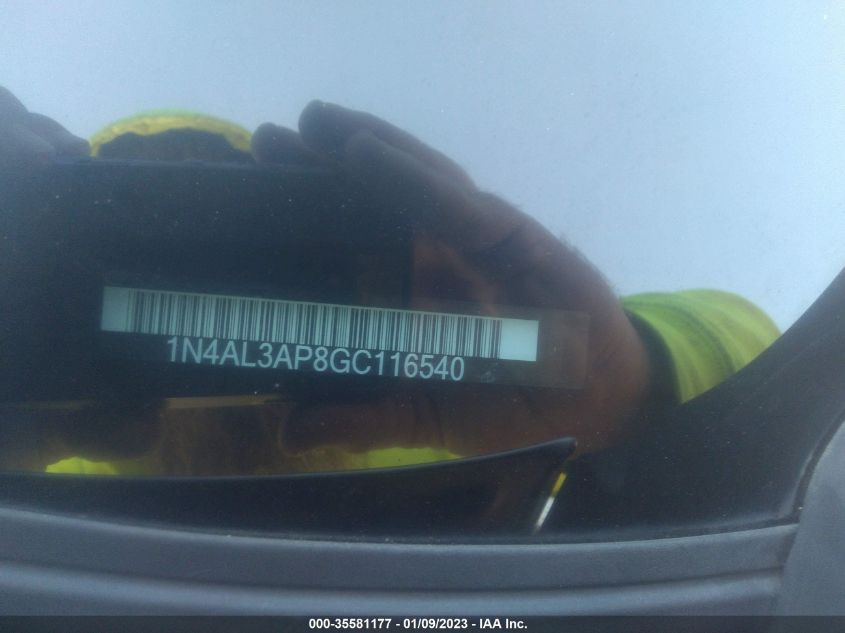 1N4AL3AP8GC116540
000-35581177 - 01/09/2023 - IAA Inc.